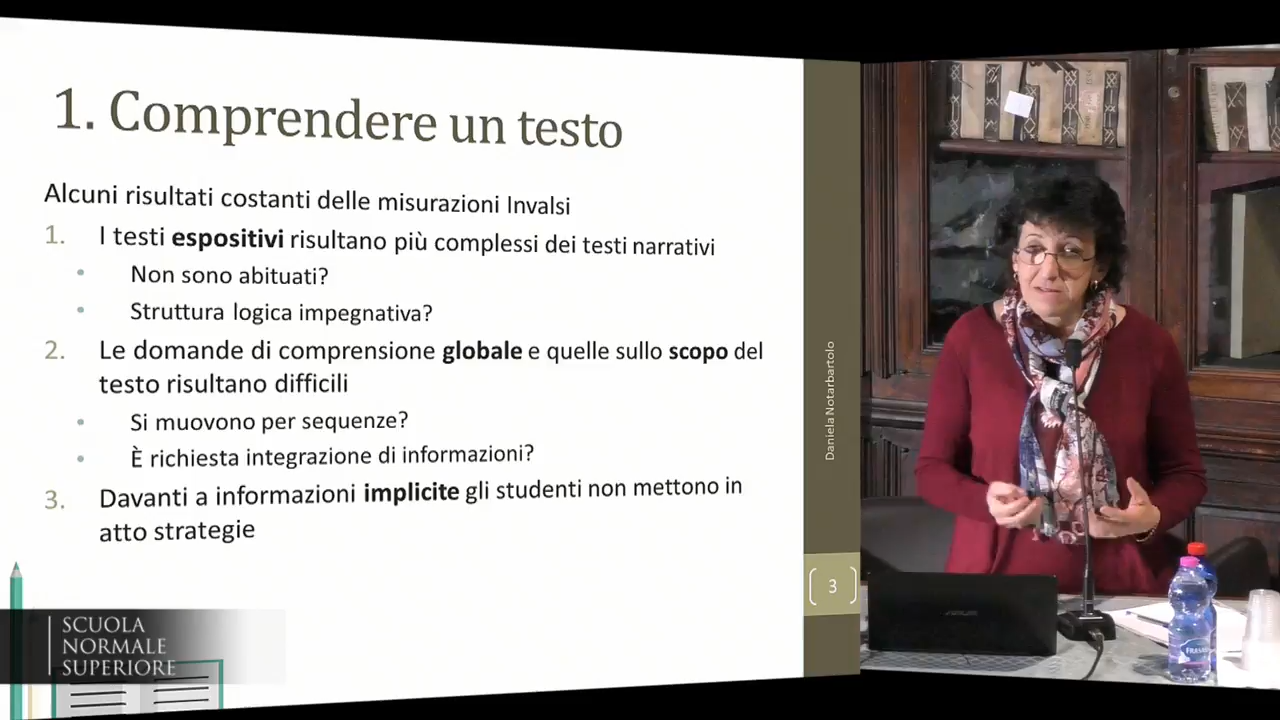 1. Comprendere un testo
Alcuni risultati costanti delle misurazioni Invalsi
1. I testi espositivi risultano più complessi dei testi narrativi
• Non sono abituati?
• Struttura logica impegnativa?
2. Le domande di comprensione globale e quelle sullo scopo del
testo risultano difficili
• Si muovono per sequenze?
• È richiesta integrazione di informazioni?
3. Davanti a informazioni implicite gli studenti non mettono in
atto strategie
Daniela Notarbartolo
3
SCUOLA
NORMALE
SUPERIORE
ASUS